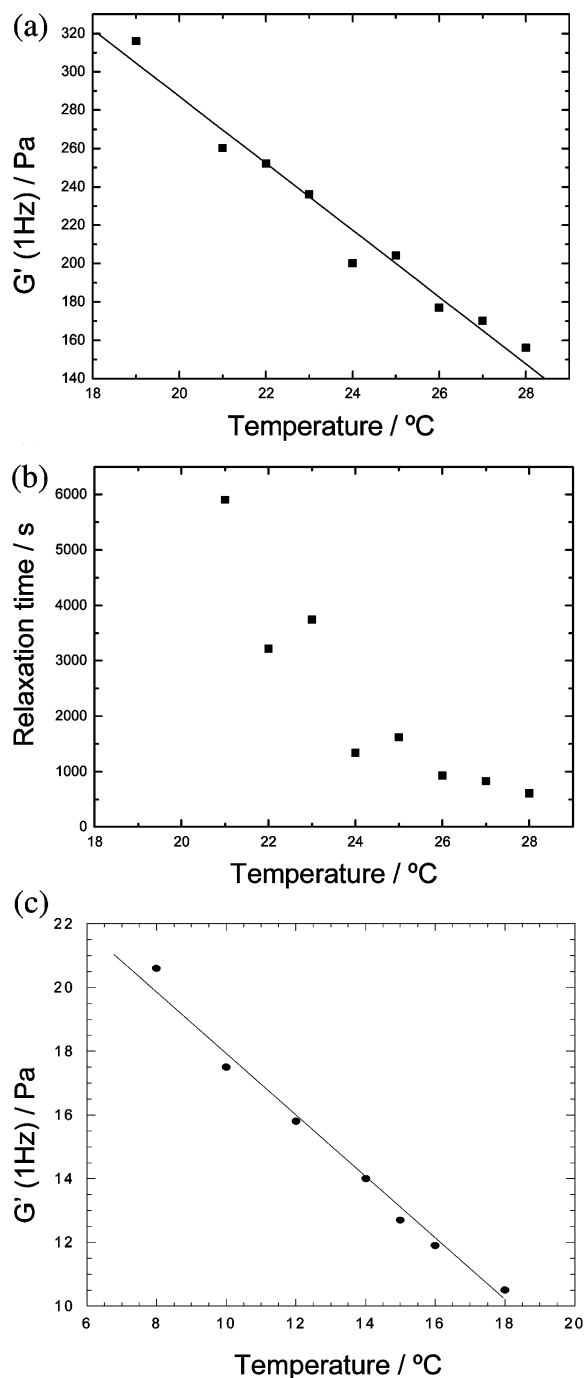 (a)
320
300
280
260
240
220
200
180
160
140
G' (1Hz) / Pa
18 20 22 24 26 28
Temperature / ºC
(b)
6000
5000
4000
3000
2000
1000
0
Relaxation time / s
18 20 22 24 26 28
Temperature / ºC
(c)
22
20
18
16
14
12
10
G' (1Hz) / Pa
6 8 10 12 14 16 18 20
Temperature / ºC